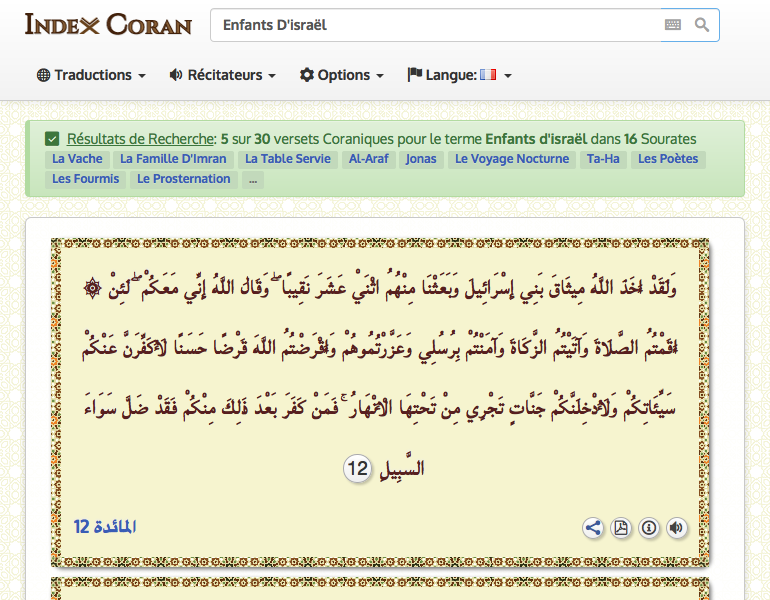 INDEX CORAN
Enfants D'israël
Traductions Récitateurs Options Langue:
Résultats de Recherche: 5 sur 30 versets Coraniques pour le terme Enfants d'israël dans 16 Sourates
La Vache La Famille D'Imran La Table Servie Al-Araf Jonas Le Voyage Nocturne Ta-Ha Les Poètes
Les Fourmis Le Prosternation ...
وَلَقَدْ أَخَذَ اللَّهُ مِيثَاقَ بَنِي إِسْرَائِيلَ وَبَعَثْنَا مِنْهُمُ اثْنَيْ عَشَرَ نَقِيبًا ۖ وَقَالَ اللَّهُ إِنِّي مَعَكُمْ ۖ لَئِنْ ۞
أَقَمْتُمُ الصَّلَاةَ وَآتَيْتُمُ الزَّكَاةَ وَآمَنْتُمْ بِرُسُلِي وَعَزَّرْتُمُوهُمْ وَأَقْرَضْتُمُ اللَّهَ قَرْضًا حَسَنًا لَأُكَفِّرَنَّ عَنْكُمْ
سَيِّئَاتِكُمْ وَلَأُدْخِلَنَّكُمْ جَنَّاتٍ تَجْرِي مِنْ تَحْتِهَا الْأَنْهَارُ ۚ فَمَنْ كَفَرَ بَعْدَ ذَلِكَ مِنْكُمْ فَقَدْ ضَلَّ سَوَاءَ
السَّبِيلِ 12
المائدة 12